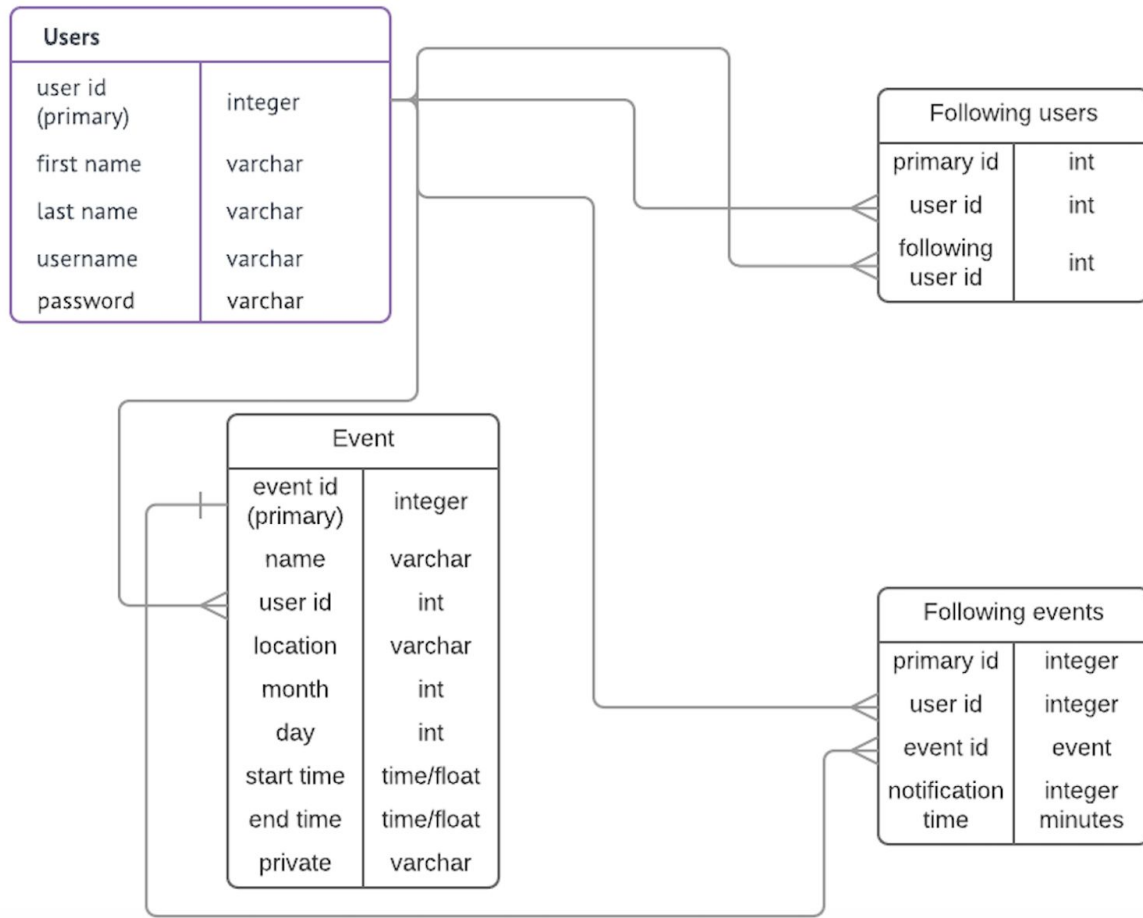 Users
user id
(primary)
integer
first name
varchar
last name
varchar
username
varchar
password
varchar
Following users
primary id
int
user id
int
following
user id
int
Event
event id
(primary)
integer
name
varchar
user id
int
location
varchar
month
int
day
int
start time
time/float
end time
time/float
private
varchar
Following events
primary id
integer
user id
integer
event id
event
notification
time
integer
minutes